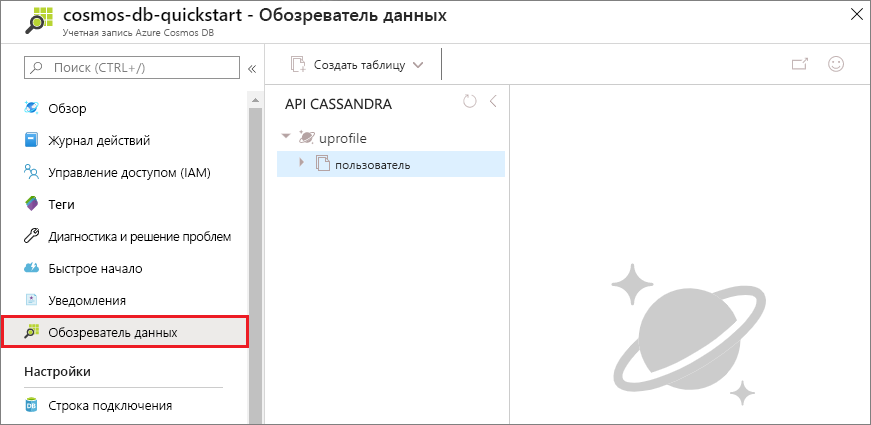 cosmos-db-quickstart - Обозреватель данных
Учетная запись Azure Cosmos DB
Поиск (CTRL+/)
«
Обзор
Журнал действий
Управление доступом (IAM)
Теги
Диагностика и решение проблем
Быстрое начало
Уведомления
Обозреватель данных
Настройки
DB
Строка подключения
Создать таблицу
API CASSANDRA
uprofile
пользователь